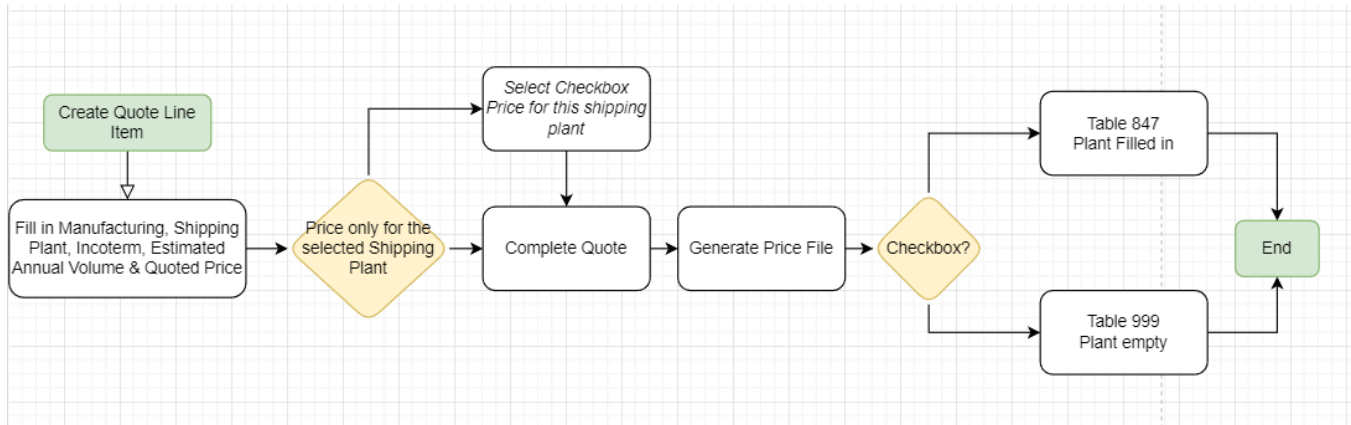 Create Quote Line
Item
Fill in Manufacturing, Shipping
Plant, Incoterm, Estimated
Annual Volume & Quoted Price
Price only for the
selected Shipping
Plant
Select Checkbox
Price for this shipping
plant
Complete Quote
Generate Price File
Checkbox?
Table 847
Plant Filled in
Table 999
Plant empty
End